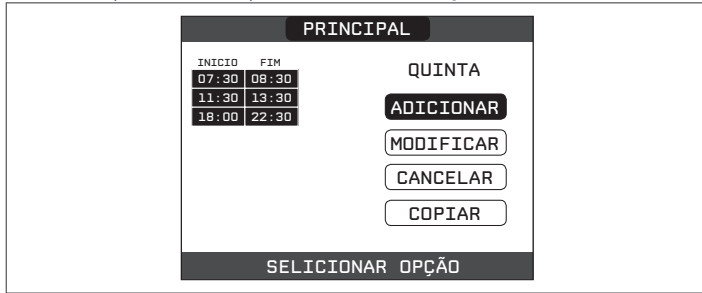 PRINCIPAL
INICIO FIM
07:30 08:30
11:30 13:30
18:00 22:30
QUINTA
ADICIONAR
MODIFICAR
CANCELAR
COPIAR
SELICIONAR OPÇÃO